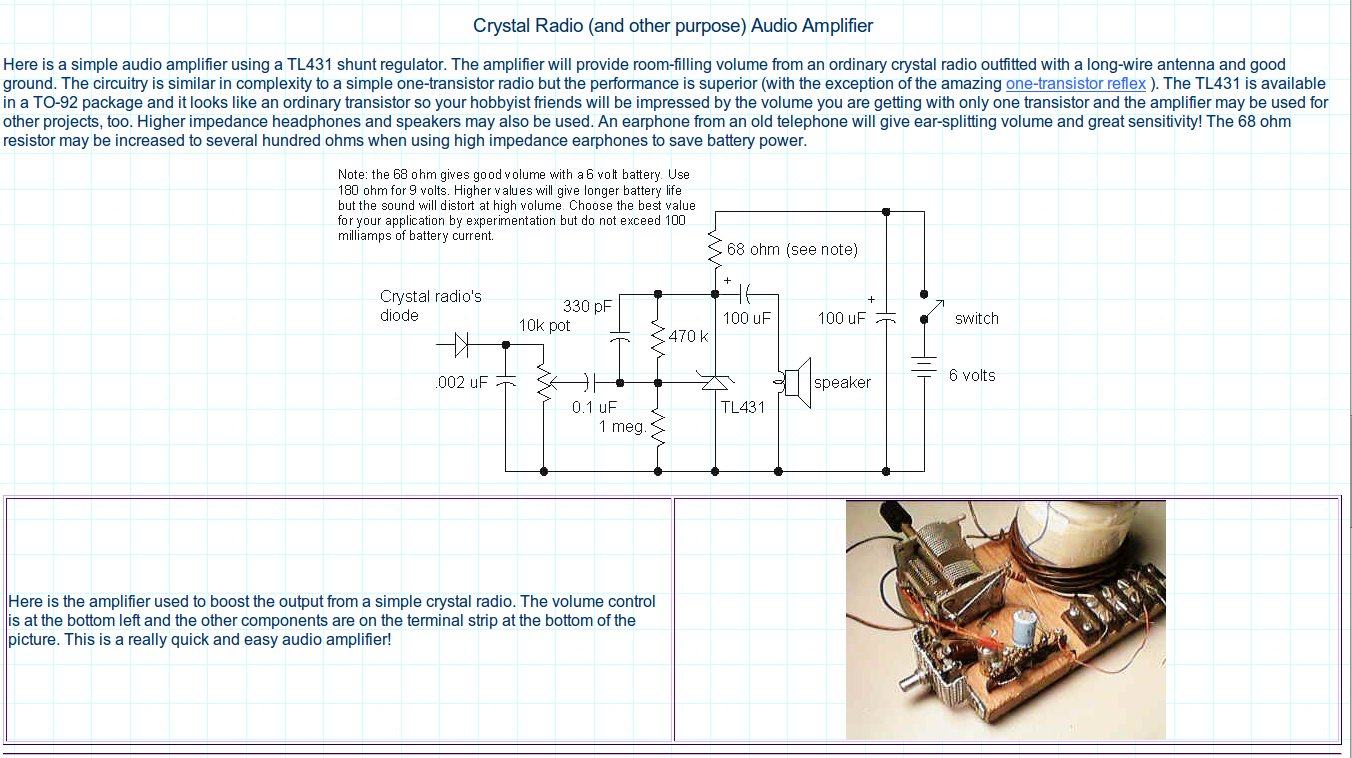 Crystal Radio (and other purpose) Audio Amplifier
Here is a simple audio amplifier using a TL431 shunt regulator. The amplifier will provide room-filling volume from an ordinary crystal radio outfitted with a long-wire antenna and good
ground. The circuitry is similar in complexity to a simple one-transistor radio but the performance is superior (with the exception of the amazing one-transistor reflex ). The TL431 is available
in a TO-92 package and it looks like an ordinary transistor so your hobbyist friends will be impressed by the volume you are getting with only one transistor and the amplifier may be used for
other projects, too. Higher impedance headphones and speakers may also be used. An earphone from an old telephone will give ear-splitting volume and great sensitivity! The 68 ohm
resistor may be increased to several hundred ohms when using high impedance earphones to save battery power.
Note: the 68 ohm gives good volume with a 6 volt battery. Use
180 ohm for 9 volts. Higher values will give longer battery life
but the sound will distort at high volume. Choose the best value
for your application by experimentation but do not exceed 100
milliamps of battery current.
68 ohm (see note)
+
Crystal radio's
diode
330 pF
10k pot
470 k
100 uF
+
100 uF
switch
.002 uF
0.1 uF
1 meg.
TL431
speaker
6 volts
Here is the amplifier used to boost the output from a simple crystal radio. The volume control
is at the bottom left and the other components are on the terminal strip at the bottom of the
picture. This is a really quick and easy audio amplifier!